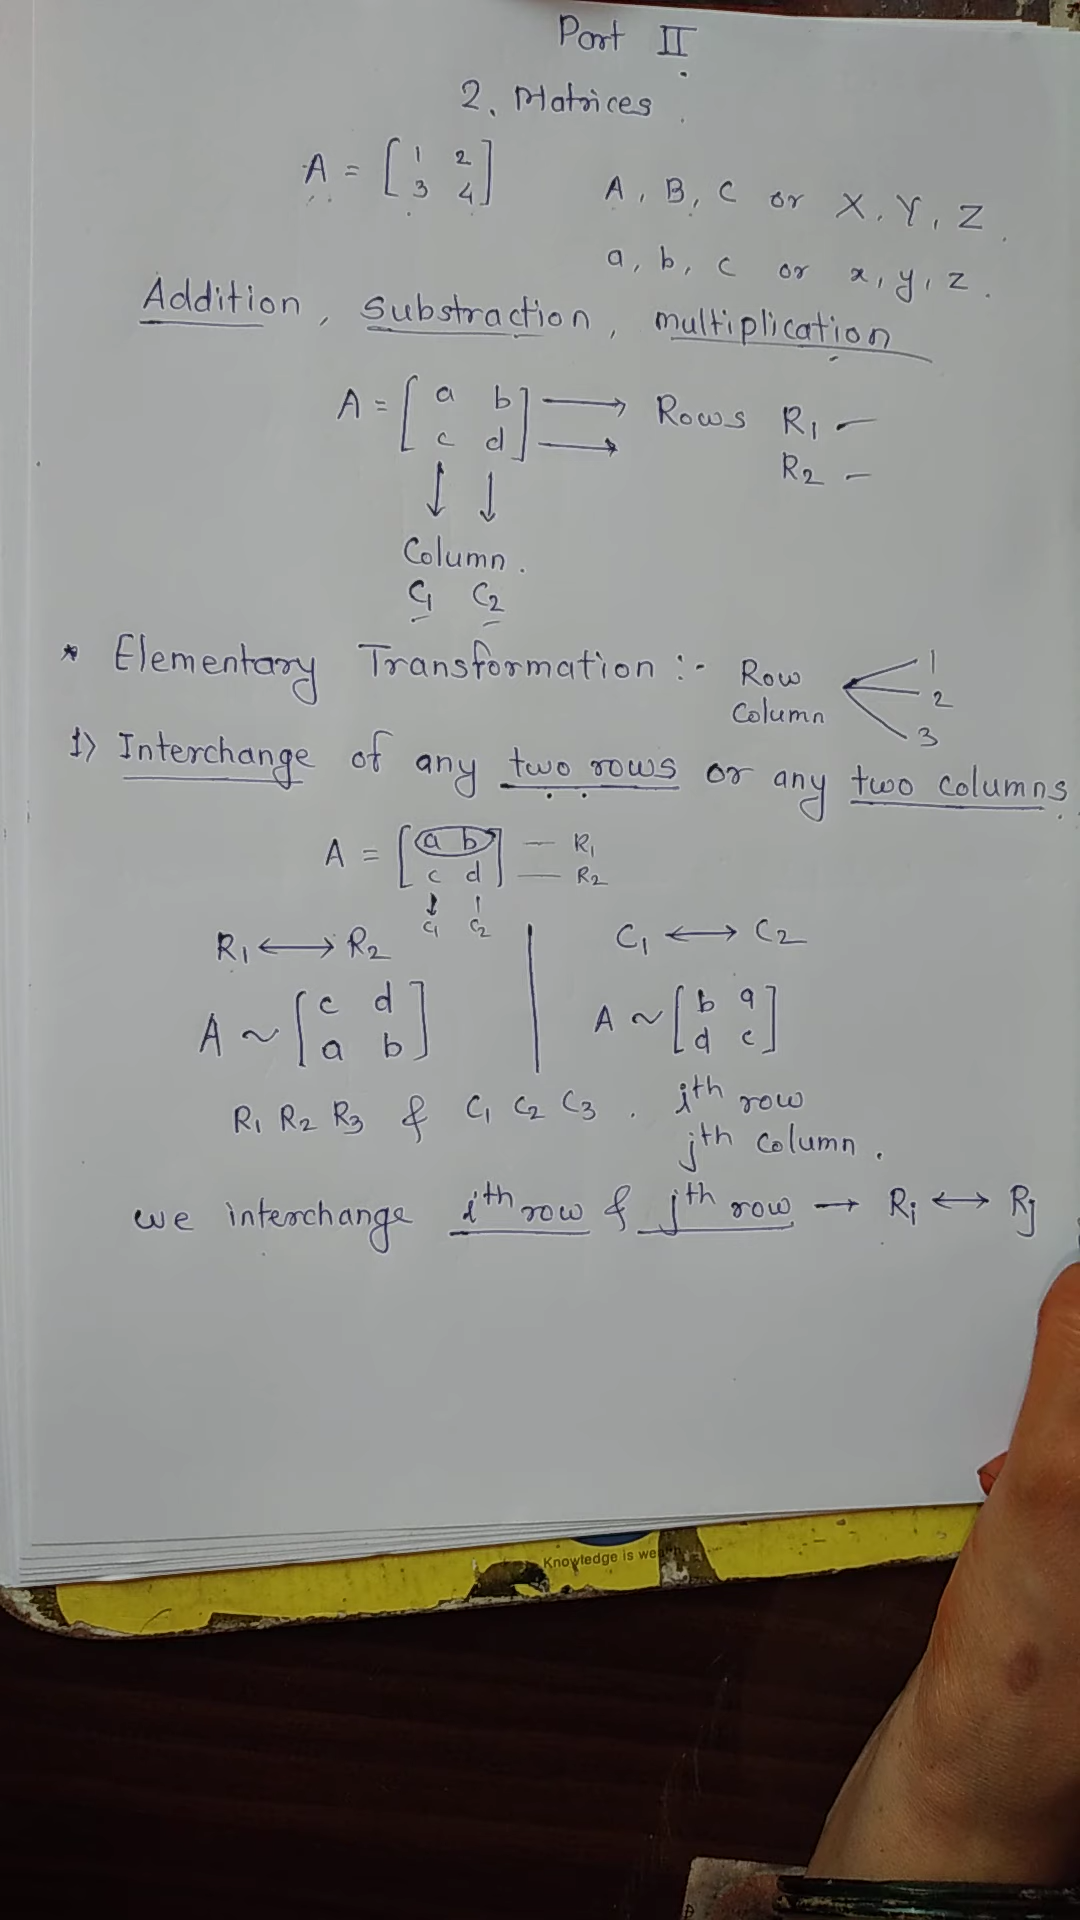 Part II
2. Matrices
A = [ 1 2
3 4 ]
A, B, C or X, Y, Z.
a, b, c or x, y, z.
Addition, Substraction, multiplication
A = [ a b
c d ] → Rows R1 –
→ R2 –
↓ ↓
Column.
C1 C2
* Elementary Transformation :- Row
Column
1
2
3
1) Interchange of any two rows or any two columns.
A = [ a b ] — R1
[ c d ] — R2
C1 C2
R1 ↔ R2
A ~ [ c d
a b ]
C1 ↔ C2
A ~ [ b a
d c ]
R1 R2 R3 & C1 C2 C3 . ith row
jth column.
we interchange ith row & jth row → Ri ↔ Rj
Knowledge is